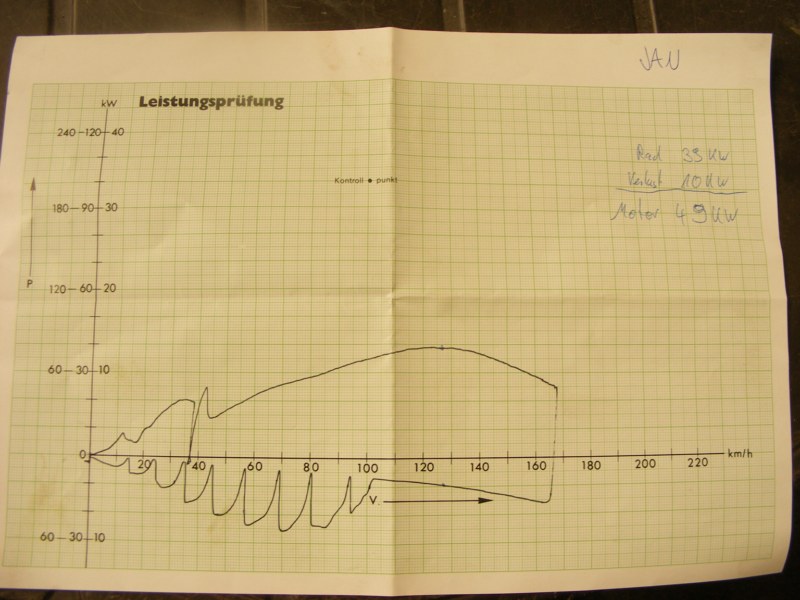 JAN
kW Leistungsprüfung
240-120-40
Rad 39 KW
Kontroll • punkt
Verlust 10 KW
180-90-30
Motor 49 KW
P
120-60-20
60-30-10
0
20 40 60 80 100 120 140 160 180 200 220 km/h
V
60-30-10